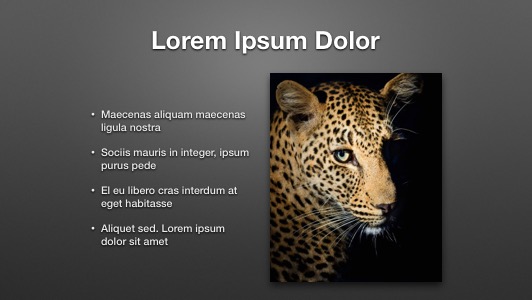 Lorem Ipsum Dolor
• Maecenas aliquam maecenas
ligula nostra
• Sociis mauris in integer, ipsum
purus pede
• El eu libero cras interdum at
eget habitasse
• Aliquet sed. Lorem ipsum
dolor sit amet